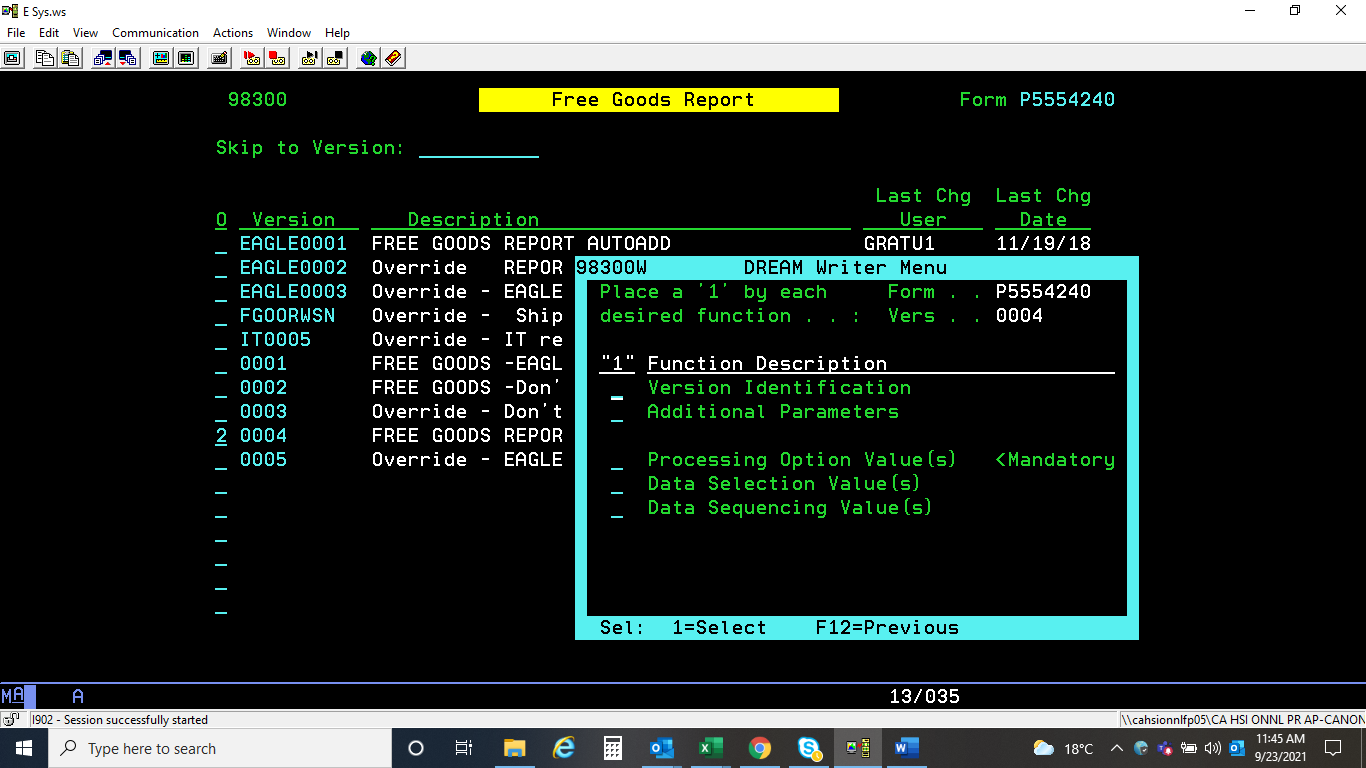 E Sys.ws
File Edit View Communication Actions Window Help
98300 Free Goods Report Form P5554240
Skip to Version:
Last Chg Last Chg
O Version Description User Date
EAGLE0001 FREE GOODS REPORT AUTOADD GRATU1 11/19/18
EAGLE0002 Override REPOR 98300W DREAM Writer Menu
EAGLE0003 Override - EAGLE Place a '1' by each Form . . P5554240
FGOORWSN Override - Ship desired function . . : Vers . . 0004
IT0005 Override - IT re
0001 FREE GOODS -EAGL "1" Function Description
0002 FREE GOODS -Don' Version Identification
0003 Override - Don't Additional Parameters
2 0004 FREE GOODS REPOR
0005 Override - EAGLE Processing Option Value(s) <Mandatory
Data Selection Value(s)
Data Sequencing Value(s)
Sel: 1=Select F12=Previous
MA A 13/035
I902 - Session successfully started \\cahsionnlfp05\CA HSI ONNL PR AP-CANON
Type here to search 18°C 11:45 AM
9/23/2021